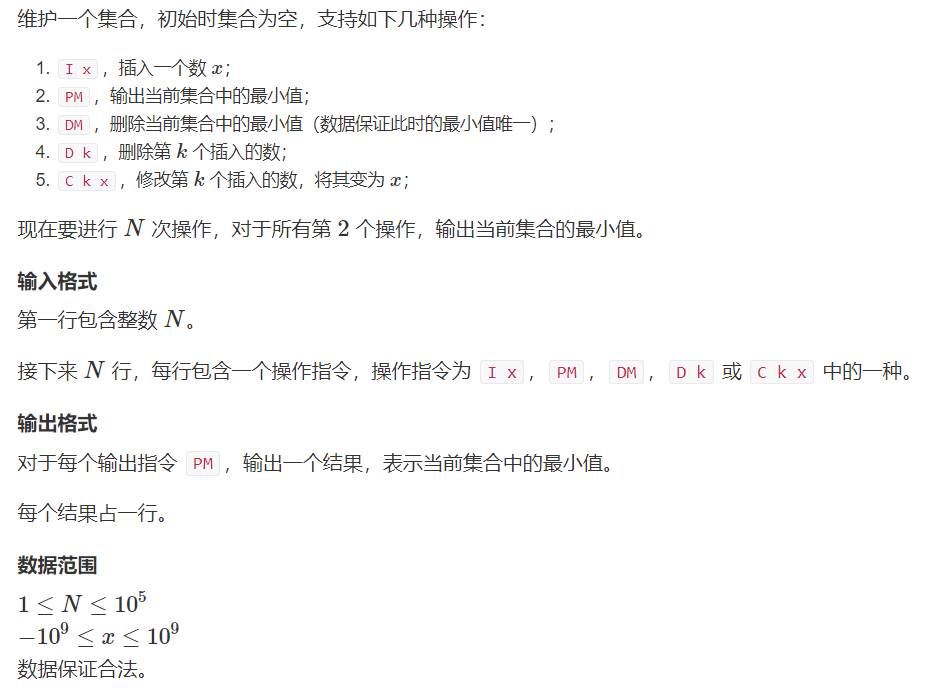 维护一个集合，初始时集合为空，支持如下几种操作：
1. I x，插入一个数 x；
2. PM，输出当前集合中的最小值；
3. DM，删除当前集合中的最小值（数据保证此时的最小值唯一）；
4. D k，删除第 k 个插入的数；
5. C k x，修改第 k 个插入的数，将其变为 x；
现在要进行 N 次操作，对于所有第 2 个操作，输出当前集合的最小值。
输入格式
第一行包含整数 N。
接下来 N 行，每行包含一个操作指令，操作指令为 I x，PM，DM，D k 或 C k x 中的一种。
输出格式
对于每个输出指令 PM，输出一个结果，表示当前集合中的最小值。
每个结果占一行。
数据范围
1 ≤ N ≤ 10⁵
−10⁹ ≤ x ≤ 10⁹
数据保证合法。